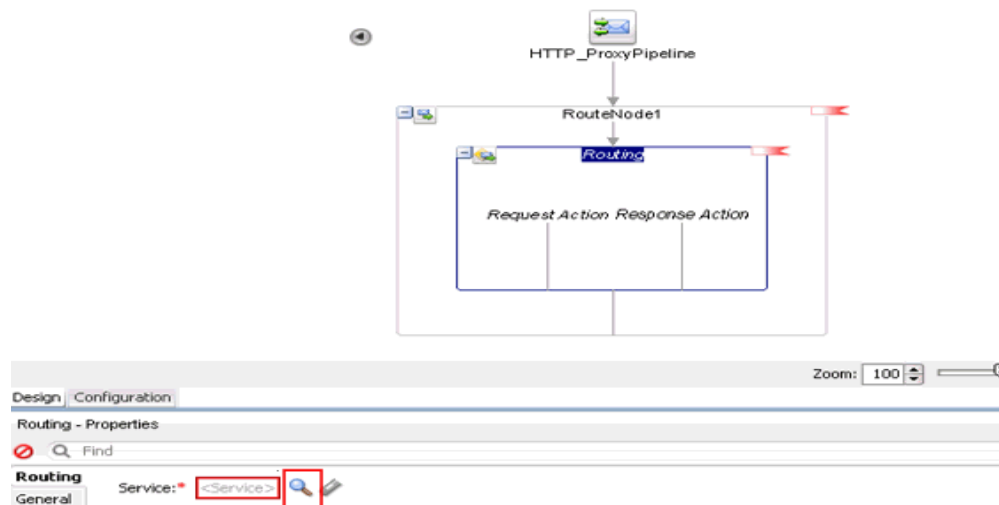 HTTP_ProxyPipeline
RouteNode1
Routing
Request Action Response Action
Zoom: 100
Design Configuration
Routing - Properties
Find
Routing
General
Service:* <Service>